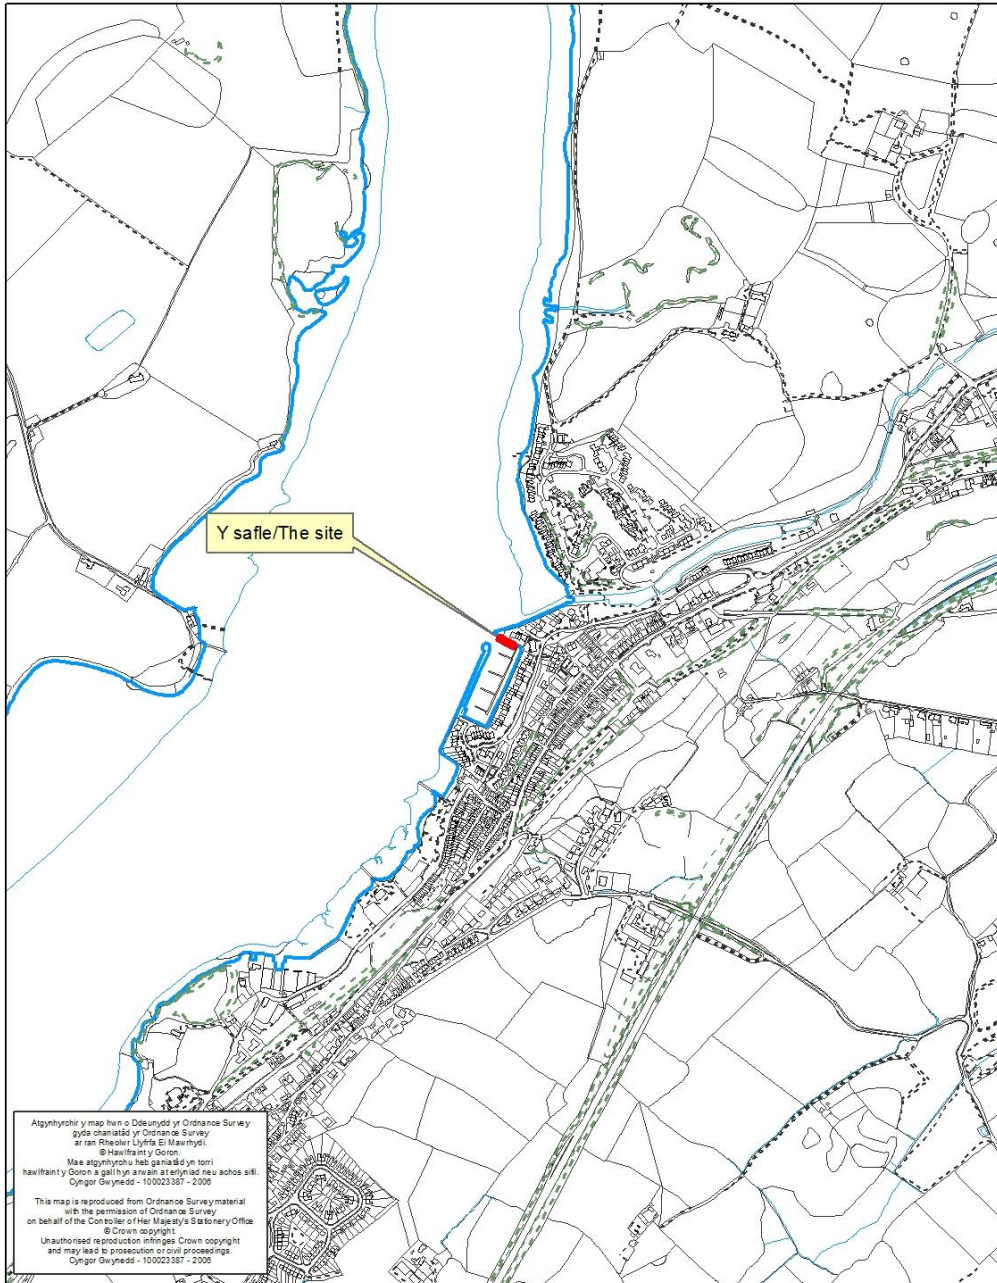 Y safle/The site
Atgynhyrchir y map hwn o Ddeunydd yr Ordnance Survey
gyda chaniatâd yr Ordnance Survey
ar ran Rheolwr Llyfrfa Ei Mawrhydi.
© Hawlfraint y Goron.
Mae atgynhyrchu heb ganiatâd yn torri
hawlfraint y Goron a gall hyn arwain at erlyniad neu achos sifil.
Cyngor Gwynedd - 100023387 - 2006
This map is reproduced from Ordnance Survey material
with the permission of Ordnance Survey
on behalf of the Controller of Her Majesty's Stationery Office
© Crown copyright.
Unauthorised reproduction infringes Crown copyright
and may lead to prosecution or civil proceedings.
Cyngor Gwynedd - 100023387 - 2006